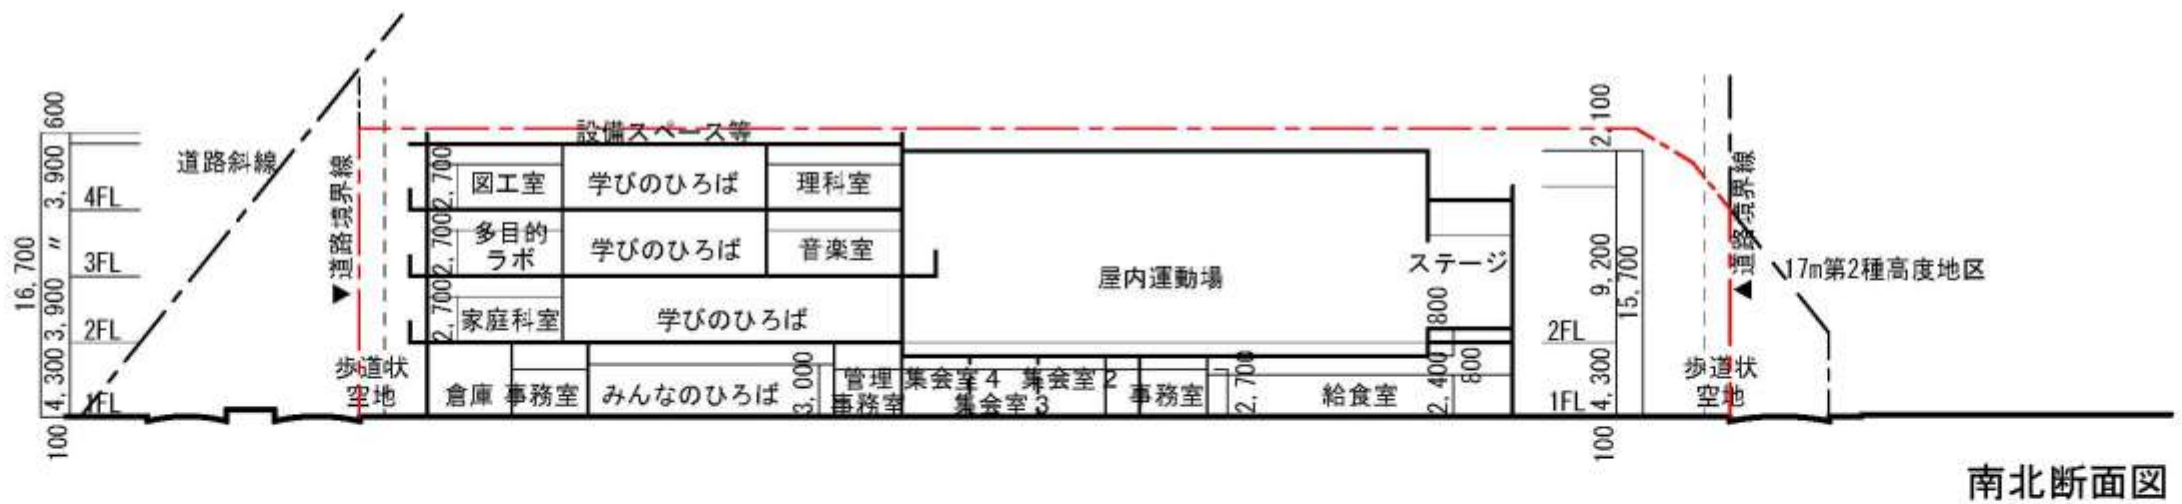 600
3,900
〃
3,900
4,300
16,700
100
4FL
3FL
2FL
1FL
道路斜線
▼道路境界線
歩道状
空地
設備スペース等
2,700
図工室
学びのひろば
理科室
2,700
多目的
ラボ
学びのひろば
音楽室
2,700
家庭科室
学びのひろば
倉庫
事務室
みんなのひろば
3,000
管理
事務室
集会室4
集会室3
集会室2
事務室
2,700
屋内運動場
ステージ
800
給食室
2,400
800
2,100
9,200
15,700
4,300
100
2FL
1FL
歩道状
空地
▲道路境界線
17m第2種高度地区
南北断面図